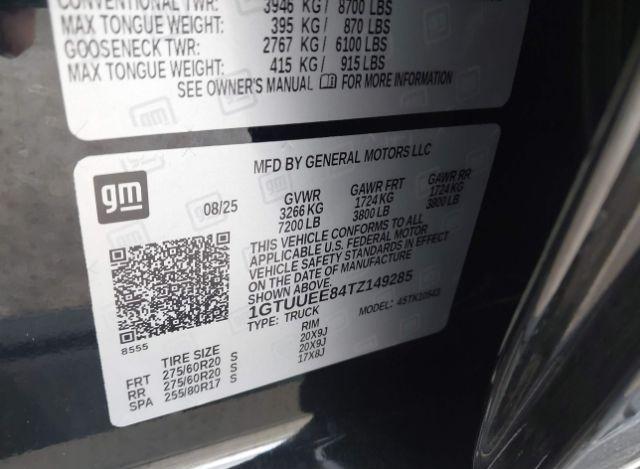 CONVENTIONAL TWR: 3946 KG / 8700 LBS
MAX TONGUE WEIGHT: 395 KG / 870 LBS
GOOSENECK TWR: 2767 KG / 6100 LBS
MAX TONGUE WEIGHT: 415 KG / 915 LBS
SEE OWNER'S MANUAL FOR MORE INFORMATION
gm
MFD BY GENERAL MOTORS LLC
08/25 GVWR GAWR FRT GAWR RR
3266 KG 1724 KG 1724 KG
7200 LB 3800 LB 3800 LB
THIS VEHICLE CONFORMS TO ALL
APPLICABLE U.S. FEDERAL MOTOR
VEHICLE SAFETY STANDARDS IN EFFECT
ON THE DATE OF MANUFACTURE
SHOWN ABOVE.
1GTUUEE84TZ149285
TYPE: TRUCK MODEL: 4STK10543
8555
TIRE SIZE RIM
FRT 275/60R20 S 20X9J
RR 275/60R20 S 20X9J
SPA 255/80R17 S 17X8J